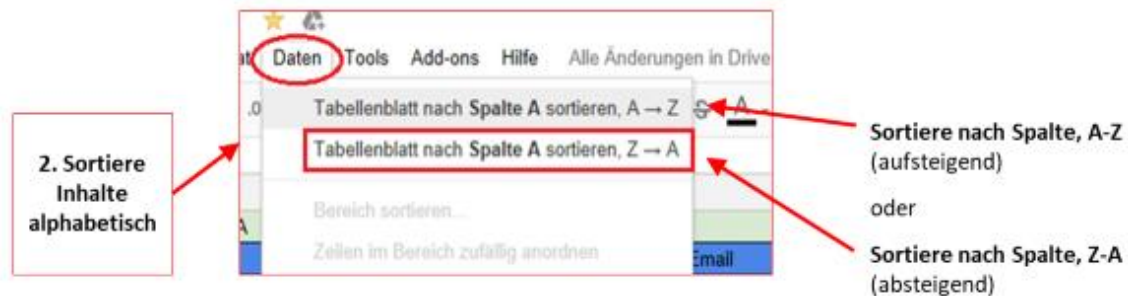 Daten Tools Add-ons Hilfe Alle Änderungen in Drive
.0 Tabellenblatt nach Spalte A sortieren, A → Z S A
Tabellenblatt nach Spalte A sortieren, Z → A
Bereich sortieren...
Zeilen im Bereich zufällig anordnen
A
Email
2. Sortiere
Inhalte
alphabetisch
Sortiere nach Spalte, A-Z
(aufsteigend)
oder
Sortiere nach Spalte, Z-A
(absteigend)